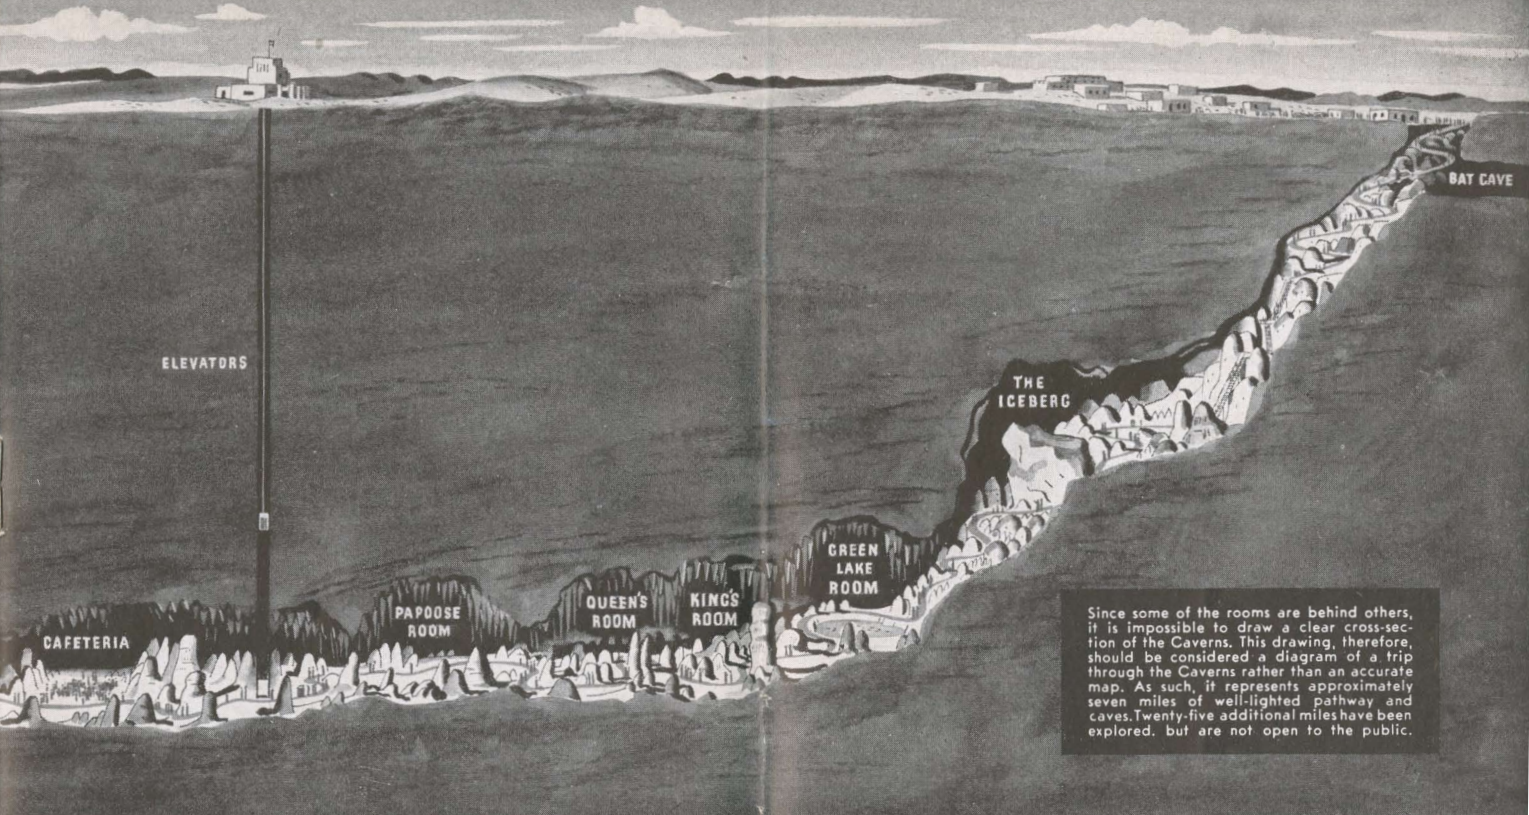 BAT CAVE
ELEVATORS
THE
ICEBERG
GREEN
LAKE
ROOM
KING'S
ROOM
QUEEN'S
ROOM
PAPOOSE
ROOM
CAFETERIA
Since some of the rooms are behind others,
it is impossible to draw a clear cross-sec-
tion of the Caverns. This drawing, therefore,
should be considered a diagram of a trip
through the Caverns rather than an accurate
map. As such, it represents approximately
seven miles of well-lighted pathway and
caves. Twenty-five additional miles have been
explored. but are not open to the public.